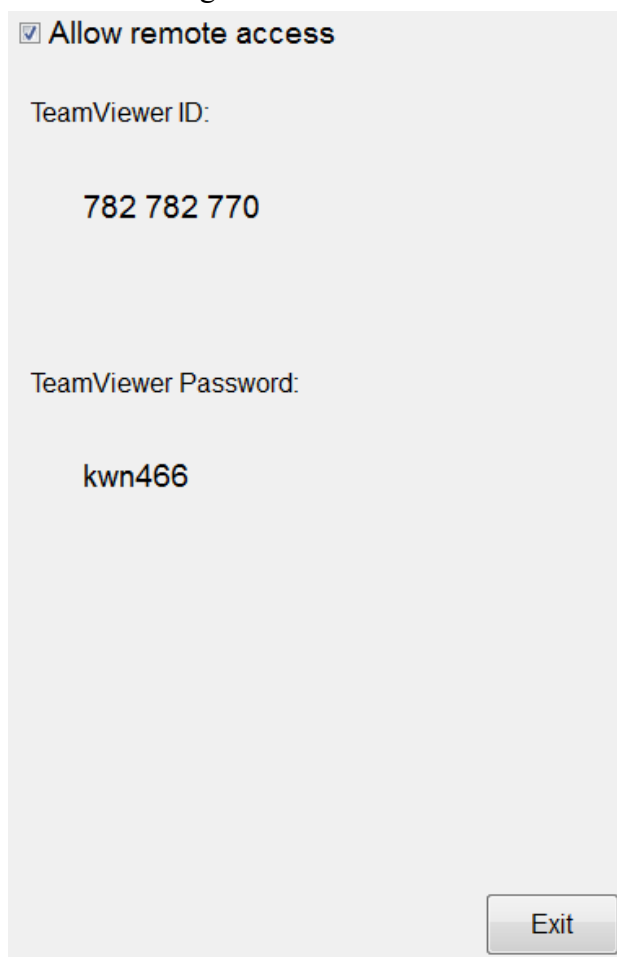 Allow remote access
TeamViewer ID:
782 782 770
TeamViewer Password:
kwn466
Exit